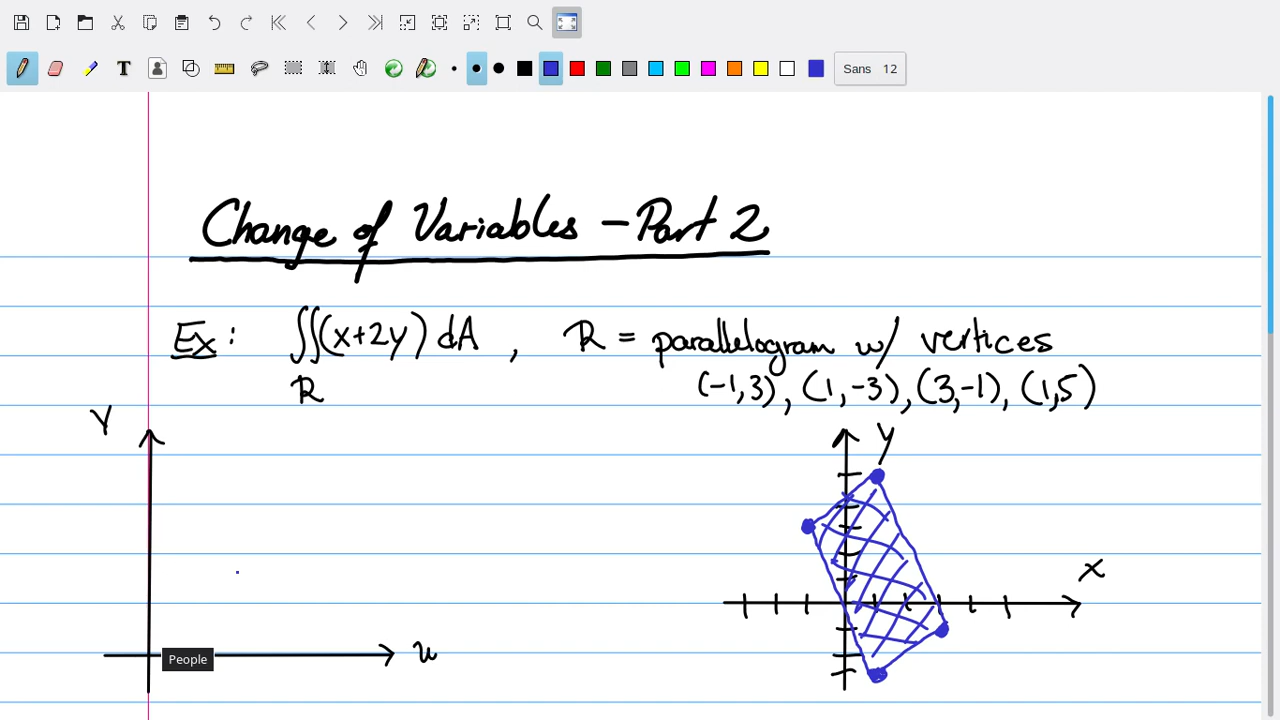 Sans 12
Change of Variables - Part 2
Ex: ∬(x+2y) dA, R = parallelogram w/ vertices
R (-1,3), (1,-3), (3,-1), (1,5)
Y
y
x
u
People